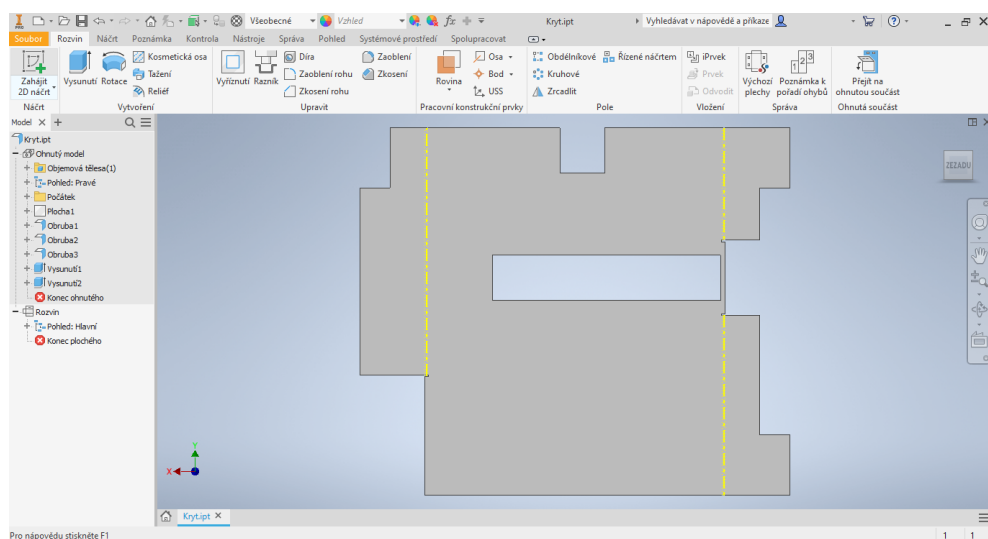 PRO Všeobecné Vzhled fx Kryt.ipt Vyhledávat v nápovědě a příkaze
Soubor Rozvin Náčrt Poznámka Kontrola Nástroje Správa Pohled Systémové prostředí Spolupracovat
Zahájit 2D náčrt
Náčrt
Vysunutí Rotace Kosmetická osa
Tažení
Reliéf
Vytvoření
Vyříznutí Razník Díra Zaoblení
Zaoblení rohu Zkosení
Zkosení rohu
Upravit
Rovina Osa
Bod
USS
Pracovní konstrukční prvky
Obdélníkové Řízené náčrtem
Kruhové
Zrcadlit
Pole
iPrvek
Prvek
Odvodit
Vložení
Výchozí plechy Poznámka k pořadí ohybů
Správa
Přejít na ohnutou součást
Ohnutá součást
Model × +
Kryt.ipt
Ohnutý model
Objemová tělesa(1)
Pohled: Pravé
Počátek
Plocha1
Obruba1
Obruba2
Obruba3
Vysunutí1
Vysunutí2
Konec ohnutého
Rozvin
Pohled: Hlavní
Konec plochého
ZEZADU
Y
X
Kryt.ipt ×
Pro nápovědu stiskněte F1 1 1